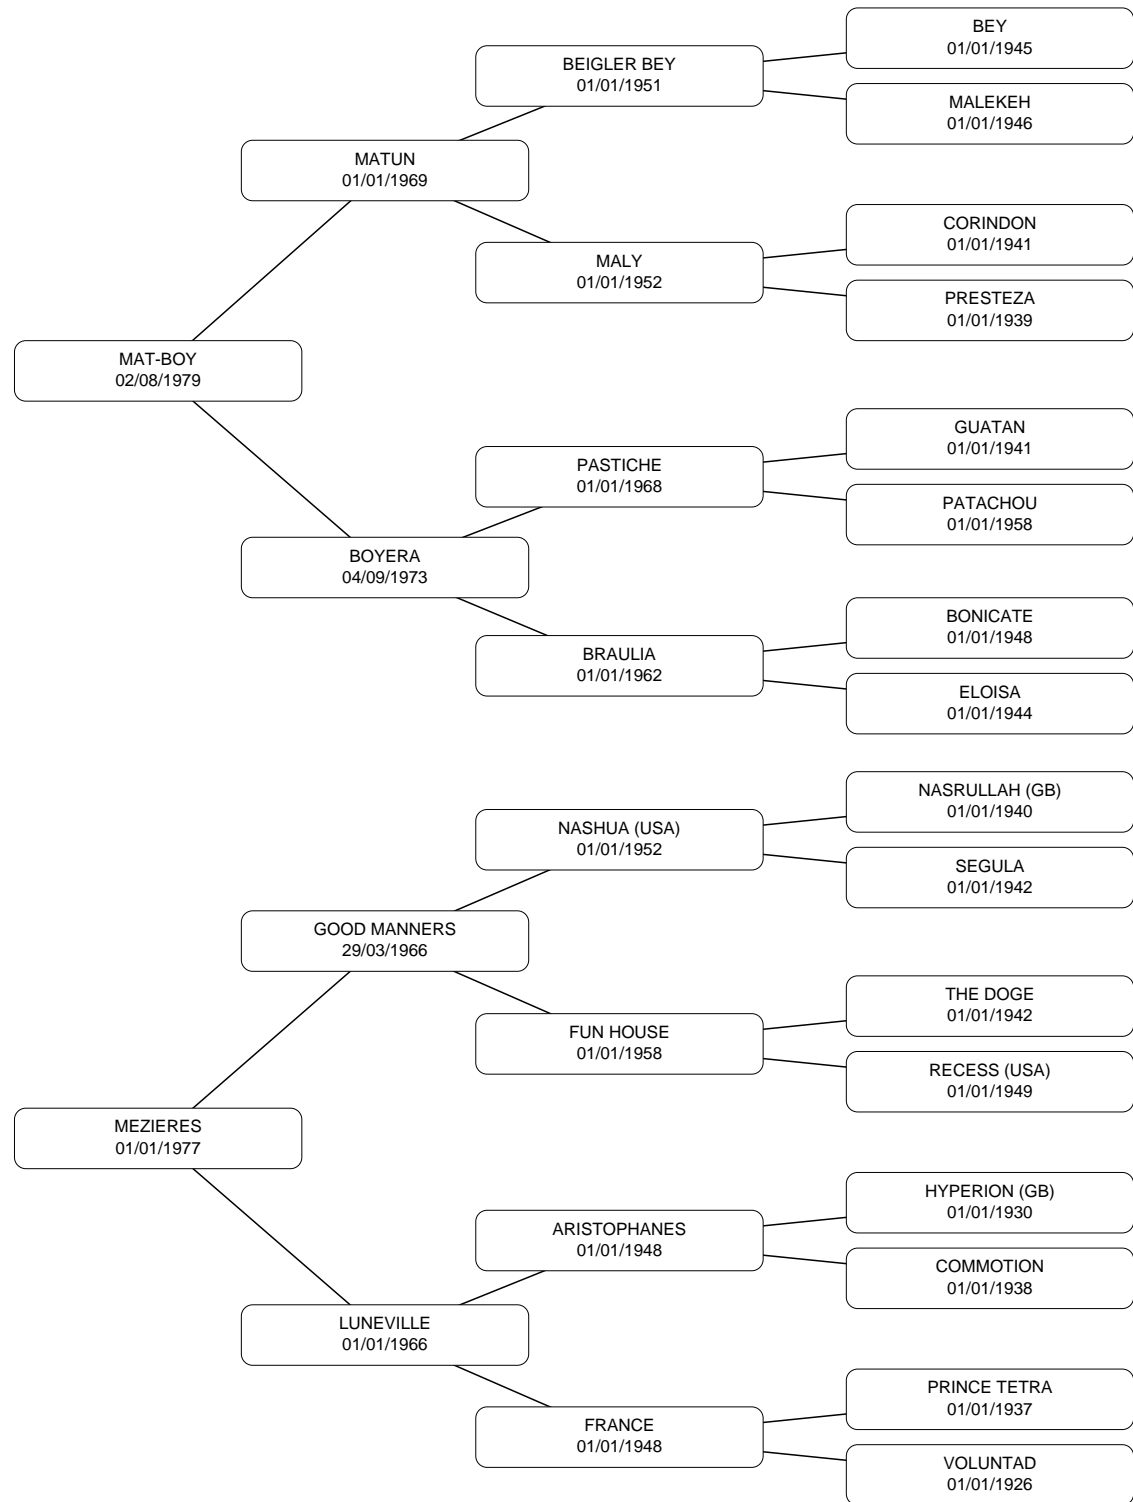 BEY
01/01/1945
BEIGLER BEY
01/01/1951
MALEKEH
01/01/1946
MATUN
01/01/1969
CORINDON
01/01/1941
MALY
01/01/1952
PRESTEZA
01/01/1939
MAT-BOY
02/08/1979
GUATAN
01/01/1941
PASTICHE
01/01/1968
PATACHOU
01/01/1958
BOYERA
04/09/1973
BONICATE
01/01/1948
BRAULIA
01/01/1962
ELOISA
01/01/1944
NASRULLAH (GB)
01/01/1940
NASHUA (USA)
01/01/1952
SEGULA
01/01/1942
GOOD MANNERS
29/03/1966
THE DOGE
01/01/1942
FUN HOUSE
01/01/1958
RECESS (USA)
01/01/1949
MEZIERES
01/01/1977
HYPERION (GB)
01/01/1930
ARISTOPHANES
01/01/1948
COMMOTION
01/01/1938
LUNEVILLE
01/01/1966
PRINCE TETRA
01/01/1937
FRANCE
01/01/1948
VOLUNTAD
01/01/1926